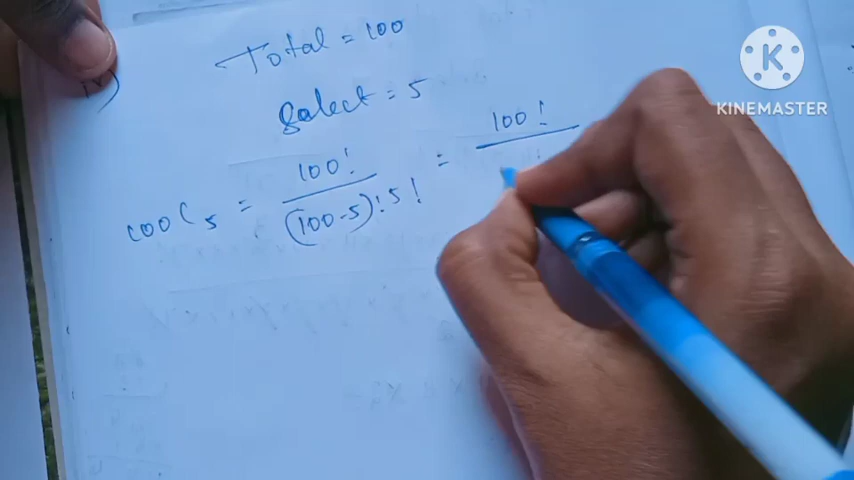 Total = 100
Select = 5
100C5 = 100! / (100-5)! 5! = 100!
KINEMASTER